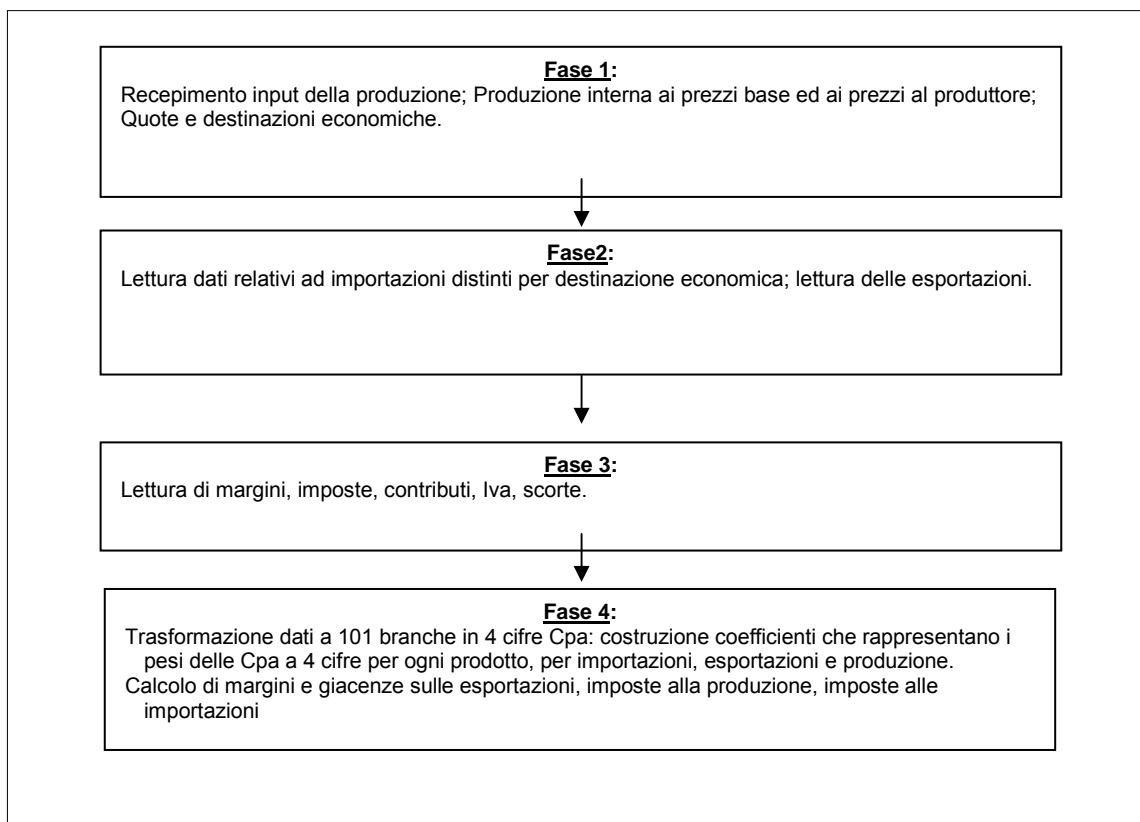 Fase 1:
Recepimento input della produzione; Produzione interna ai prezzi base ed ai prezzi al produttore;
Quote e destinazioni economiche.
Fase2:
Lettura dati relativi ad importazioni distinti per destinazione economica; lettura delle esportazioni.
Fase 3:
Lettura di margini, imposte, contributi, Iva, scorte.
Fase 4:
Trasformazione dati a 101 branche in 4 cifre Cpa: costruzione coefficienti che rappresentano i
pesi delle Cpa a 4 cifre per ogni prodotto, per importazioni, esportazioni e produzione.
Calcolo di margini e giacenze sulle esportazioni, imposte alla produzione, imposte alle
importazioni